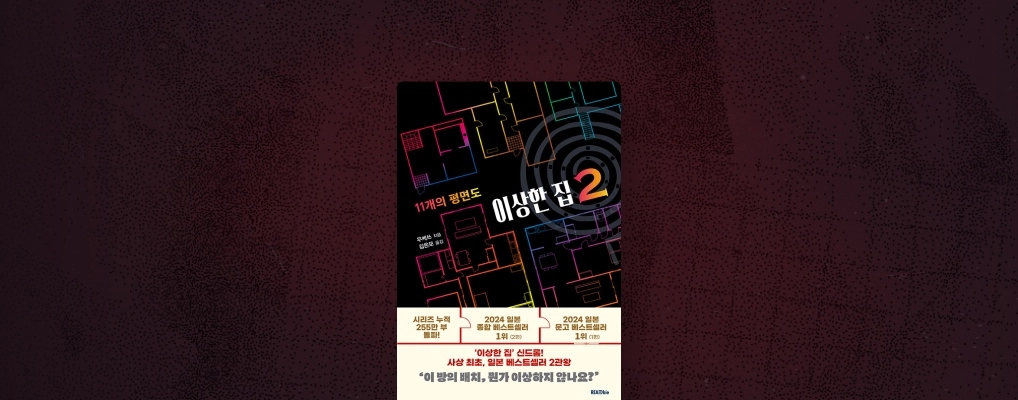 11개의 평면도
이상한 집 2
우케쓰 지음
김은모 옮김
시리즈 누적
255만 부
돌파!
2024 일본
종합 베스트셀러
1위 (2권)
2024 일본
문고 베스트셀러
1위 (1권)
'이상한 집' 신드롬!
사상 최초, 일본 베스트셀러 2관왕
'이 방의 배치, 뭔가 이상하지 않나요?'